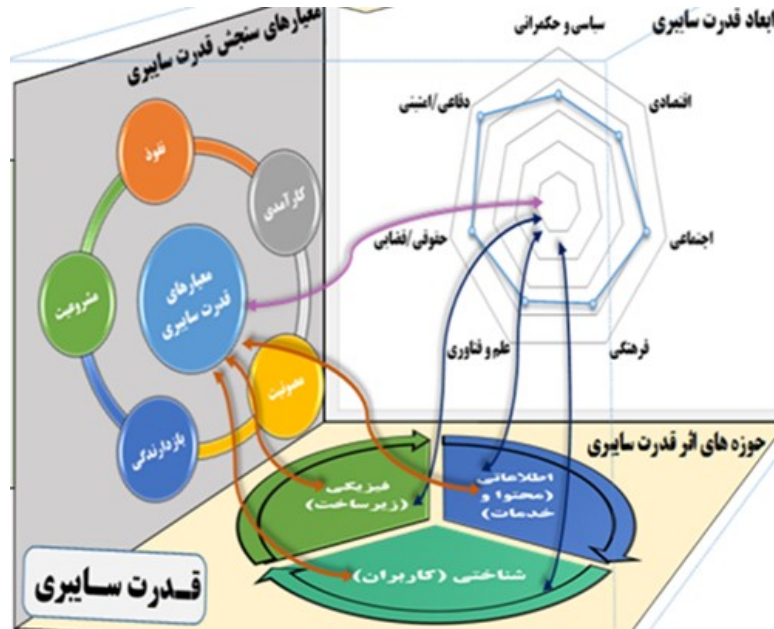 معیارهای سنجش قدرت سایبری
نفوذ
کارآمدی
مصونیت
بازدارندگی
مشروعیت
معیارهای
قدرت سایبری
ابعاد قدرت سایبری
سیاسی و حکمرانی
اقتصادی
اجتماعی
فرهنگی
علم و فناوری
حقوقی/قضایی
دفاعی/امنیتی
حوزه های اثر قدرت سایبری
اطلاعاتی
(محتوا و
خدمات)
فیزیکی
(زیرساخت)
شناختی (کاربران)
قدرت سایبری